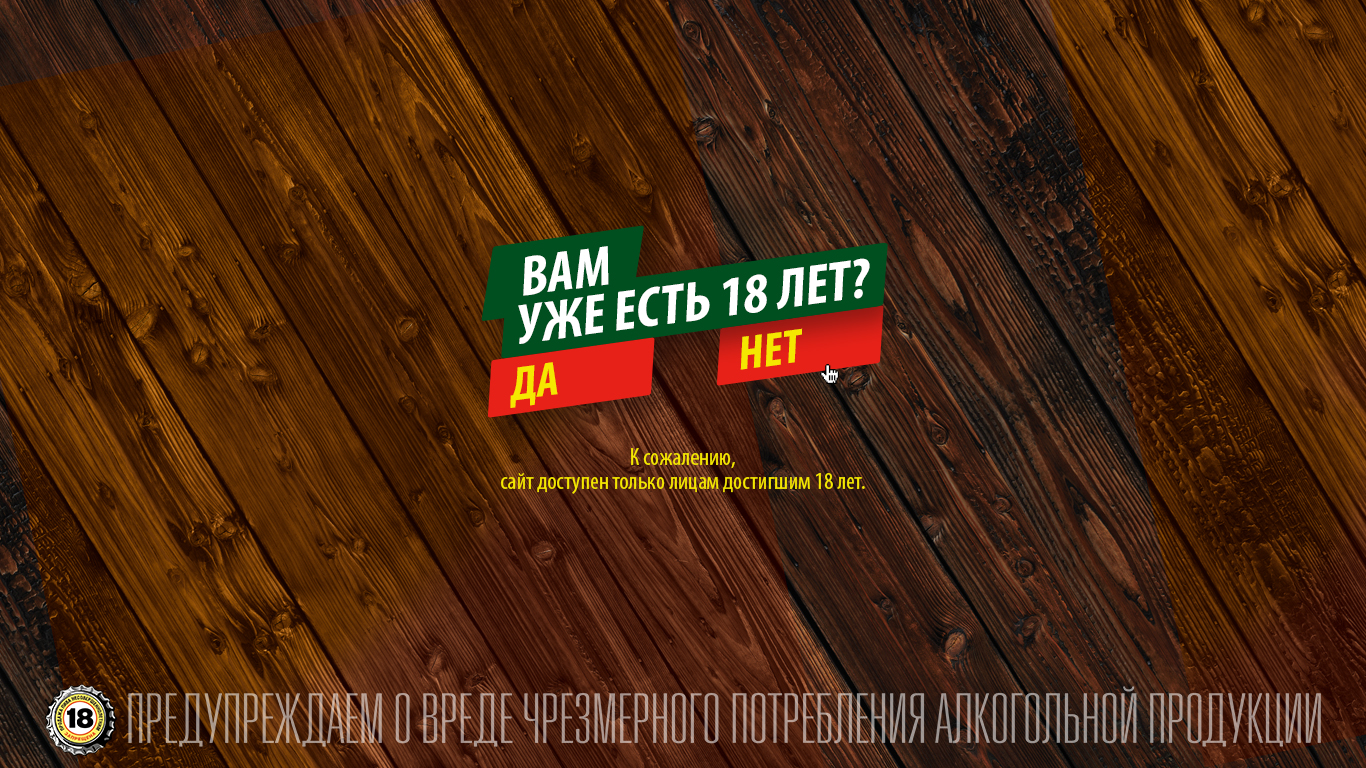 ВАМ
УЖЕ ЕСТЬ 18 ЛЕТ?
ДА
НЕТ
К сожалению,
сайт доступен только лицам достигшим 18 лет.
18
ЗАПРЕЩЕНА
ПРЕДУПРЕЖДАЕМ О ВРЕДЕ ЧРЕЗМЕРНОГО ПОТРЕБЛЕНИЯ АЛКОГОЛЬНОЙ ПРОДУКЦИИ